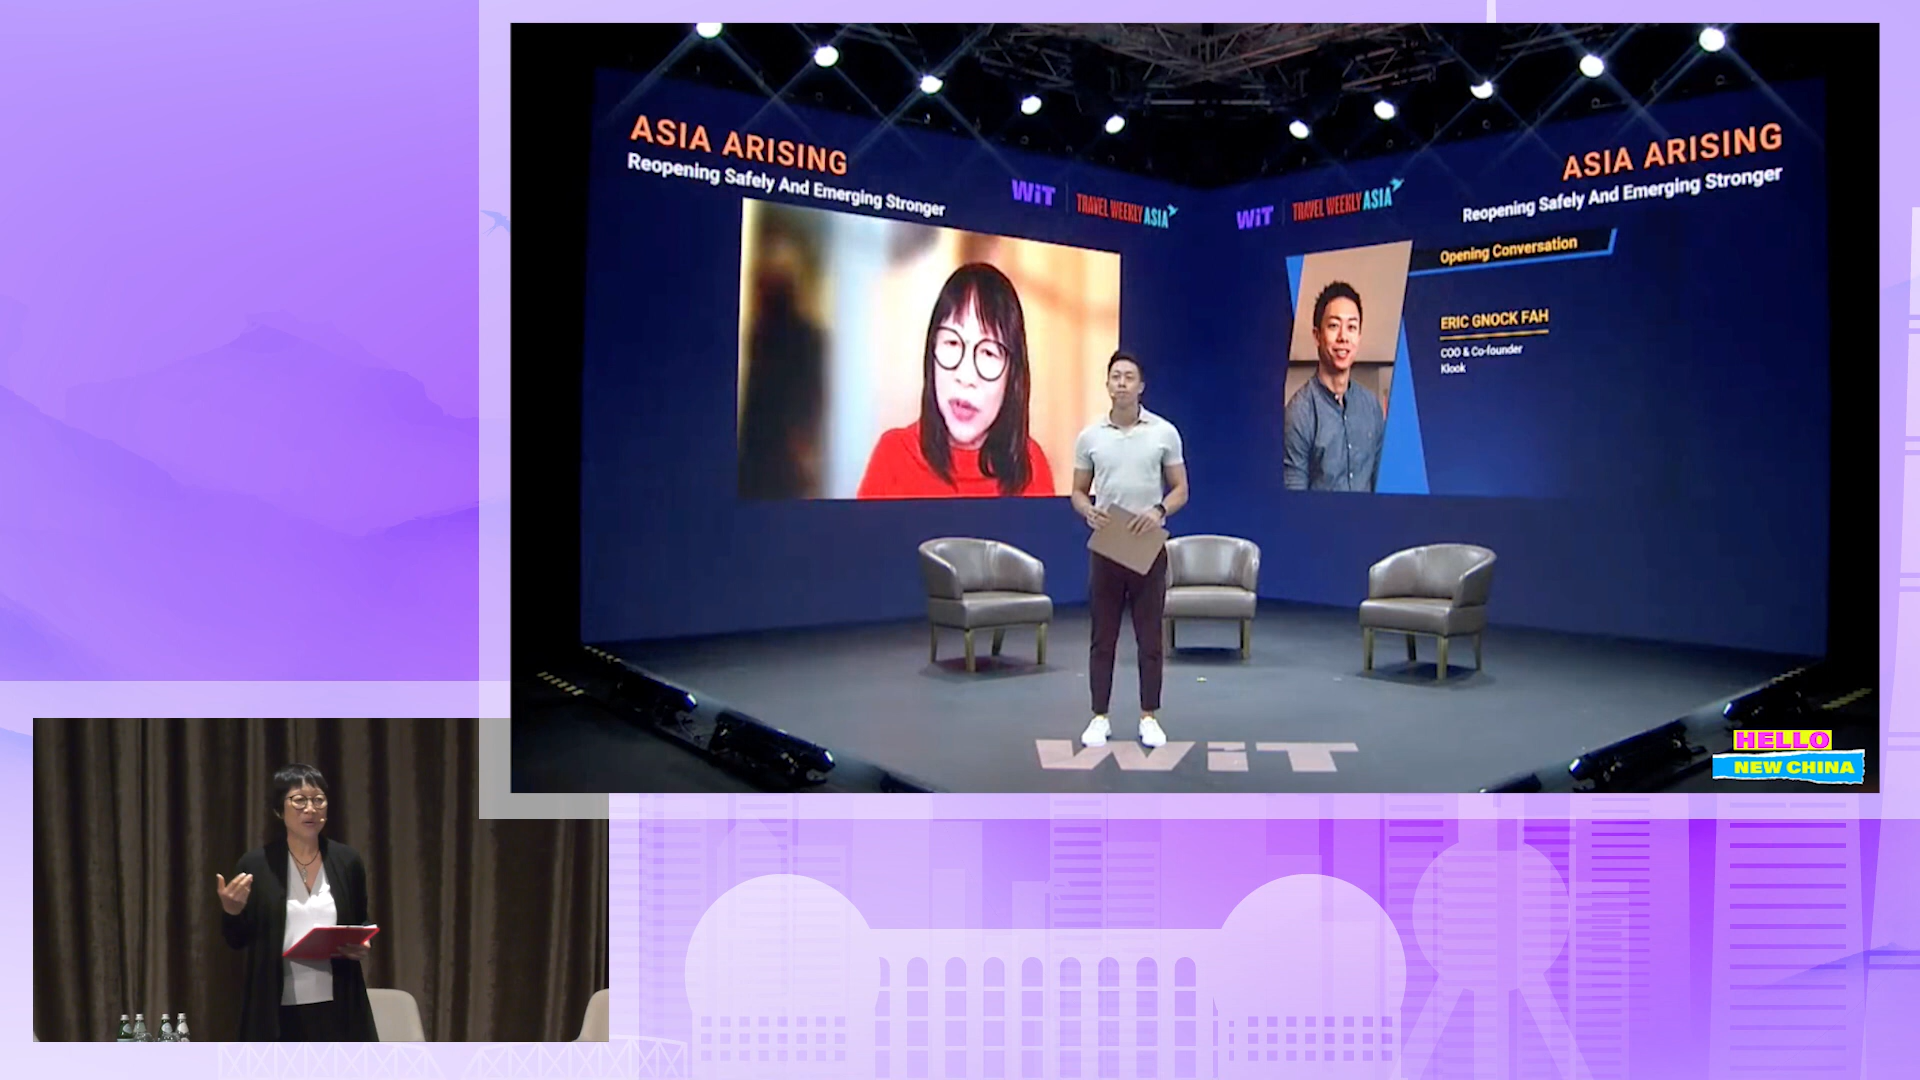 ASIA ARISING
Reopening Safely And Emerging Stronger
WiT
TRAVEL WEEKLY ASIA
WiT
TRAVEL WEEKLY ASIA
ASIA ARISING
Reopening Safely And Emerging Stronger
Opening Conversation
ERIC GNOCK FAH
COO & Co-founder
Klook
WiT
HELLO
NEW CHINA